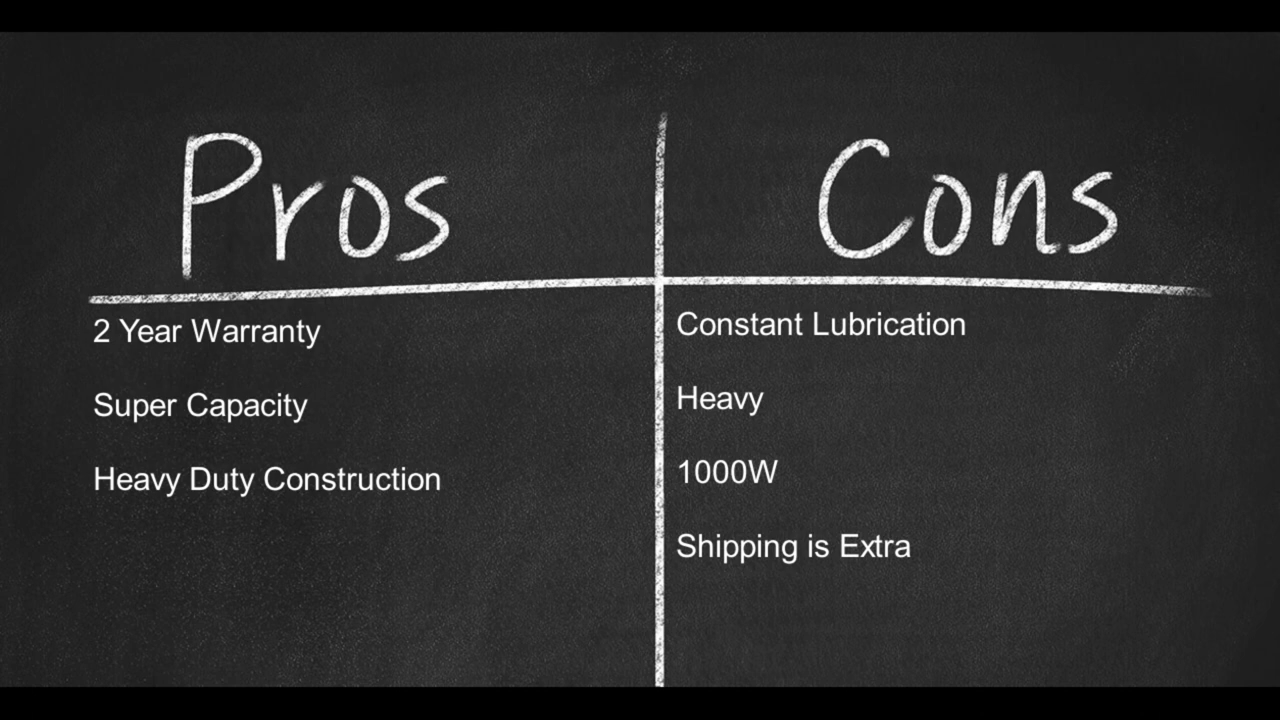 Pros
2 Year Warranty
Super Capacity
Heavy Duty Construction
Cons
Constant Lubrication
Heavy
1000W
Shipping is Extra